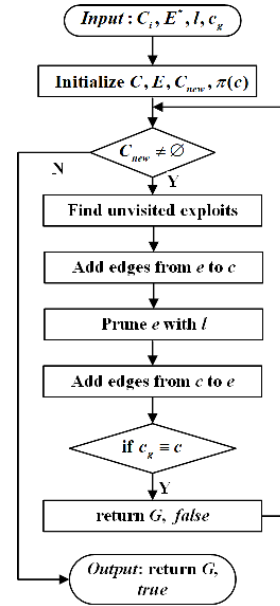 Input : C_i, E^*, l, c_g
Initialize C, E, C_new, π(c)
C_new ≠ ∅
N
Y
Find unvisited exploits
Add edges from e to c
Prune e with l
Add edges from c to e
if c_g ≡ c
Y
return G, false
Output: return G,
true